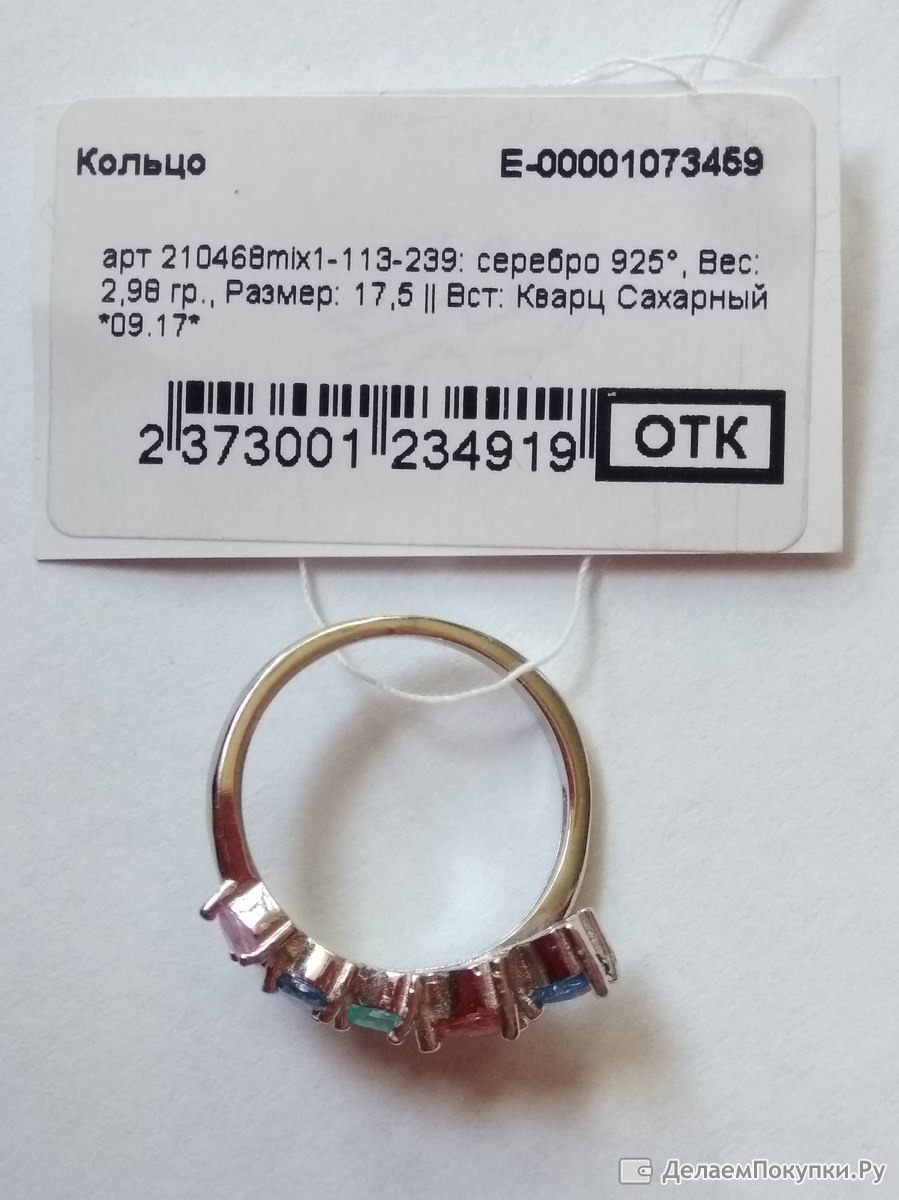 Кольцо E-00001073459
арт 210468mix1-113-239: серебро 925°, Вес:
2,98 гр., Размер: 17,5 || Вст: Кварц Сахарный
*09.17*
2 373001 234919
ОТК
ДелаемПокупки.Ру